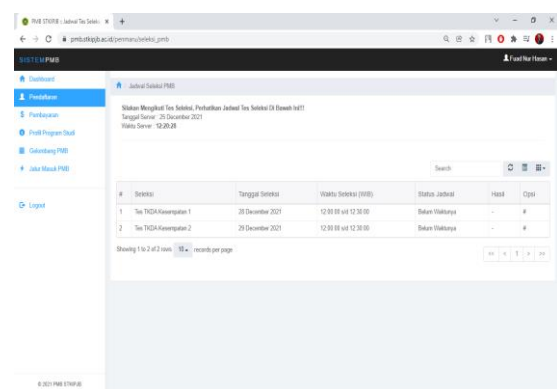 PMB STKIPJB : Jadwal Tes Seleks
pmb.stkipjb.ac.id/permaru/seleksi_pmb
SISTEMPMB
Fuad Nur Hasan
Dashboard
Pendaftaran
Pembayaran
Profil Program Studi
Gelombang PMB
Jalur Masuk PMB
Logout
Jadwal Seleksi PMB
Silakan Mengikuti Tes Seleksi, Perhatikan Jadwal Tes Seleksi Di Bawah Ini!!!
Tanggal Server : 25 December 2021
Waktu Server : 12:20:28
Search
# Seleksi Tanggal Seleksi Waktu Seleksi (WIB) Status Jadwal Hasil Opsi
1 Tes TKDA Kesempatan 1 28 December 2021 12:00:00 s/d 12:30:00 Belum Waktunya - #
2 Tes TKDA Kesempatan 2 29 December 2021 12:00:00 s/d 12:30:00 Belum Waktunya - #
Showing 1 to 2 of 2 rows 10 records per page
<< < 1 > >>
© 2021 PMB STKIPJB